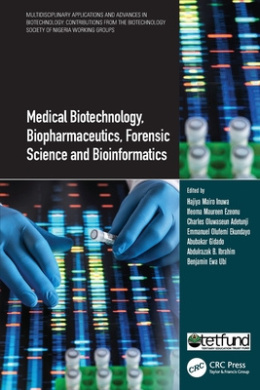 MULTIDISCIPLINARY APPLICATIONS AND ADVANCES IN
BIOTECHNOLOGY CONTRIBUTIONS FROM THE BIOTECHNOLOGY
SOCIETY OF NIGERIA WORKING GROUPS
Medical Biotechnology,
Biopharmaceutics, Forensic
Science and Bioinformatics
Edited by
Hajiya Mairo Inuwa
Ifeoma Maureen Ezeonu
Charles Oluwaseun Adetunji
Emmanuel Olufemi Ekundayo
Abubakar Gidado
Abdulrazak B. Ibrahim
Benjamin Ewa Ubi
tetfund
CRC
CRC Press
Taylor & Francis Group